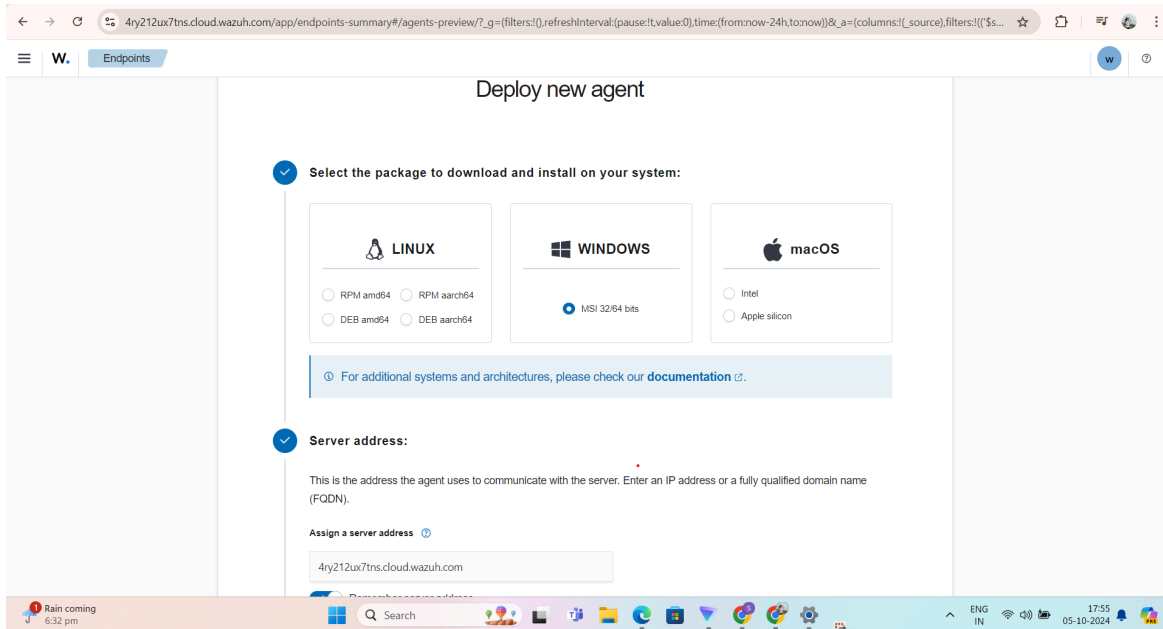 4ry212ux7tns.cloud.wazuh.com/app/endpoints-summary#/agents-preview/?_g=(filters:!(),refreshInterval:(pause:!t,value:0),time:(from:now-24h,to:now))&_a=(columns:!(_source),filters:!(('$s...
W. Endpoints w
Deploy new agent
Select the package to download and install on your system:
LINUX
RPM amd64 RPM aarch64
DEB amd64 DEB aarch64
WINDOWS
MSI 32/64 bits
macOS
Intel
Apple silicon
For additional systems and architectures, please check our documentation.
Server address:
This is the address the agent uses to communicate with the server. Enter an IP address or a fully qualified domain name
(FQDN).
Assign a server address
4ry212ux7tns.cloud.wazuh.com
Remember server address
1 Rain coming
6:32 pm
Search
ENG
IN
17:55
05-10-2024